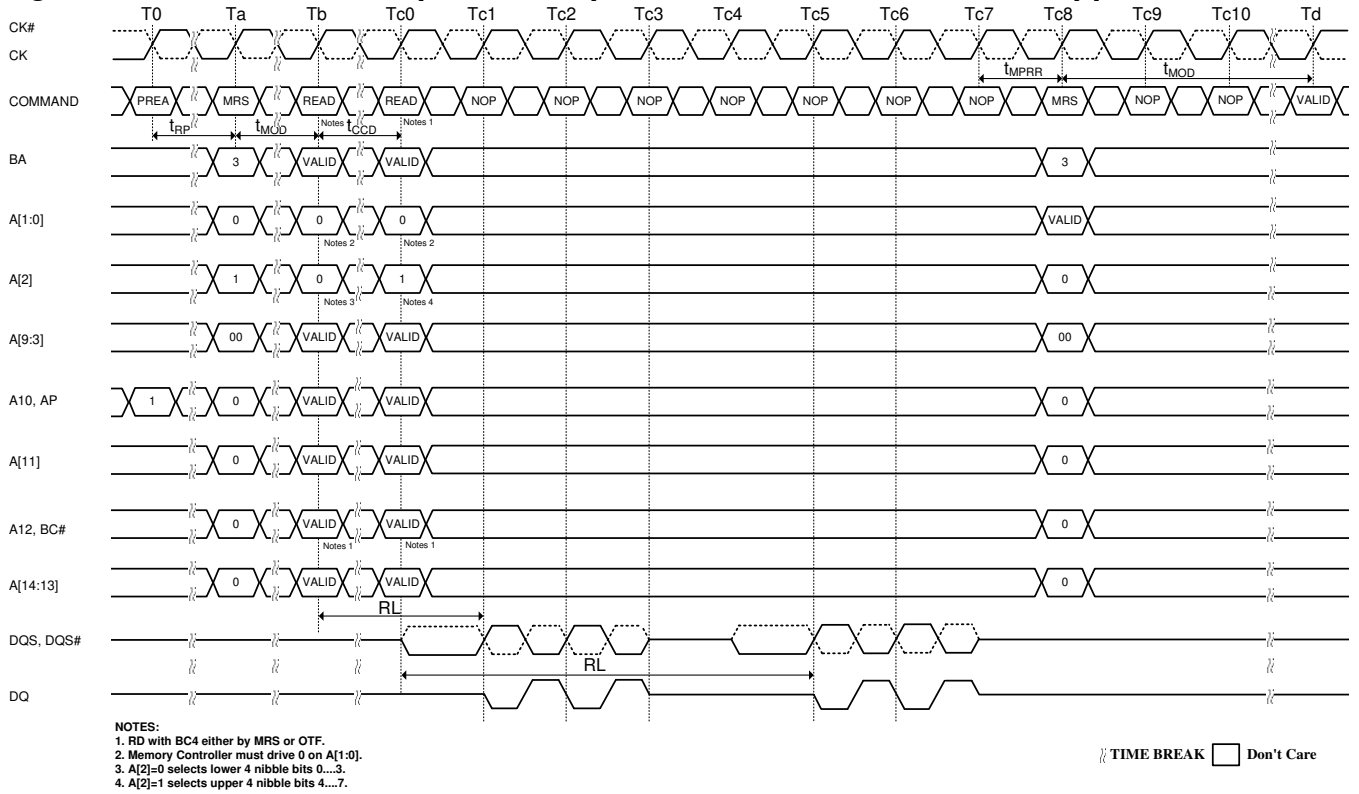 T0 Ta Tb Tc0 Tc1 Tc2 Tc3 Tc4 Tc5 Tc6 Tc7 Tc8 Tc9 Tc10 Td
CK#
CK
tMPRR tMOD
COMMAND PREA MRS READ READ NOP NOP NOP NOP NOP NOP NOP MRS NOP NOP VALID
Notes Notes 1
tRP tMOD tCCD
BA 3 VALID VALID 3
A[1:0] 0 0 0 VALID
Notes 2 Notes 2
A[2] 1 0 1 0
Notes 3 Notes 4
A[9:3] 00 VALID VALID 00
A10, AP 1 0 VALID VALID 0
A[11] 0 VALID VALID 0
A12, BC# 0 VALID VALID 0
Notes 1 Notes 1
A[14:13] 0 VALID VALID 0
RL
DQS, DQS#
RL
DQ
NOTES:
1. RD with BC4 either by MRS or OTF.
2. Memory Controller must drive 0 on A[1:0].
3. A[2]=0 selects lower 4 nibble bits 0....3.
4. A[2]=1 selects upper 4 nibble bits 4....7.
TIME BREAK Don't Care